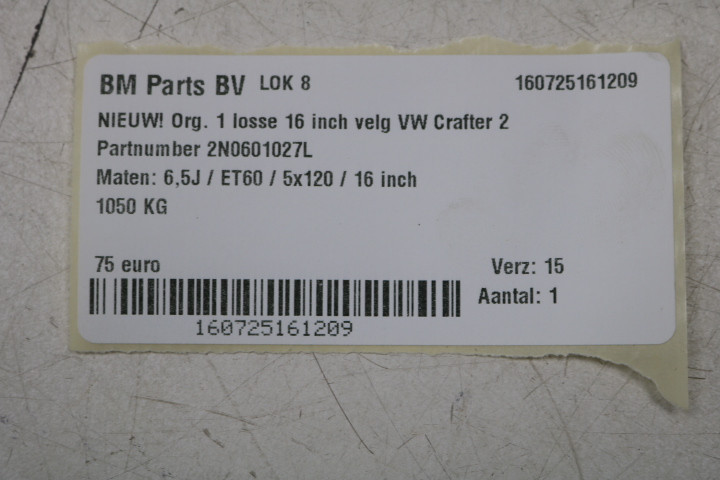 BM Parts BV LOK 8 160725161209
NIEUW! Org. 1 losse 16 inch velg VW Crafter 2
Partnumber 2N0601027L
Maten: 6,5J / ET60 / 5x120 / 16 inch
1050 KG
75 euro Verz: 15
Aantal: 1
160725161209